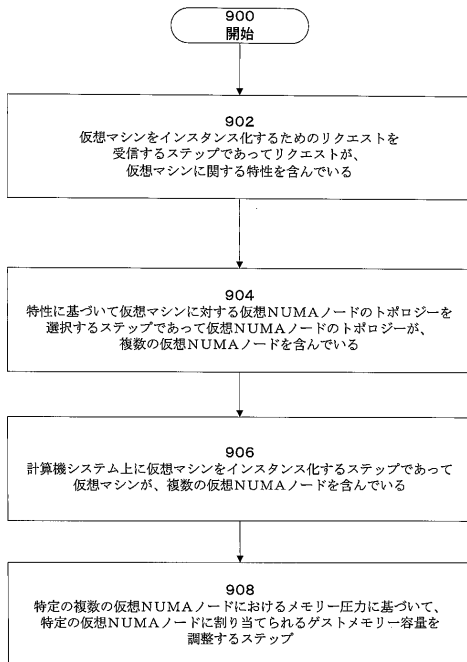 900
開始
902
仮想マシンをインスタンス化するためのリクエストを
受信するステップであってリクエストが、
仮想マシンに関する特性を含んでいる
904
特性に基づいて仮想マシンに対する仮想NUMAノードのトポロジーを
選択するステップであって仮想NUMAノードのトポロジーが、
複数の仮想NUMAノードを含んでいる
906
計算機システム上に仮想マシンをインスタンス化するステップであって
仮想マシンが、複数の仮想NUMAノードを含んでいる
908
特定の複数の仮想NUMAノードにおけるメモリー圧力に基づいて、
特定の仮想NUMAノードに割り当てられるゲストメモリー容量を
調整するステップ